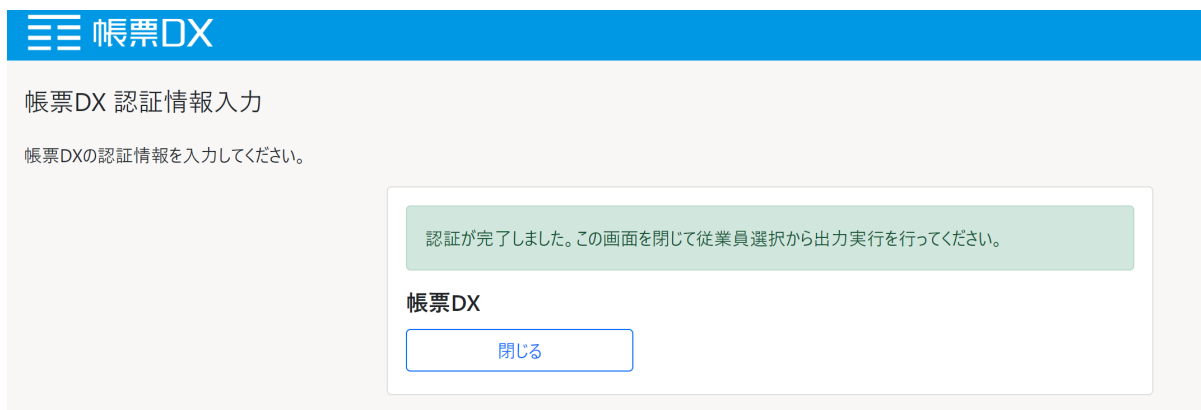 帳票DX
帳票DX 認証情報入力
帳票DXの認証情報を入力してください。
認証が完了しました。この画面を閉じて従業員選択から出力実行を行ってください。
帳票DX
閉じる